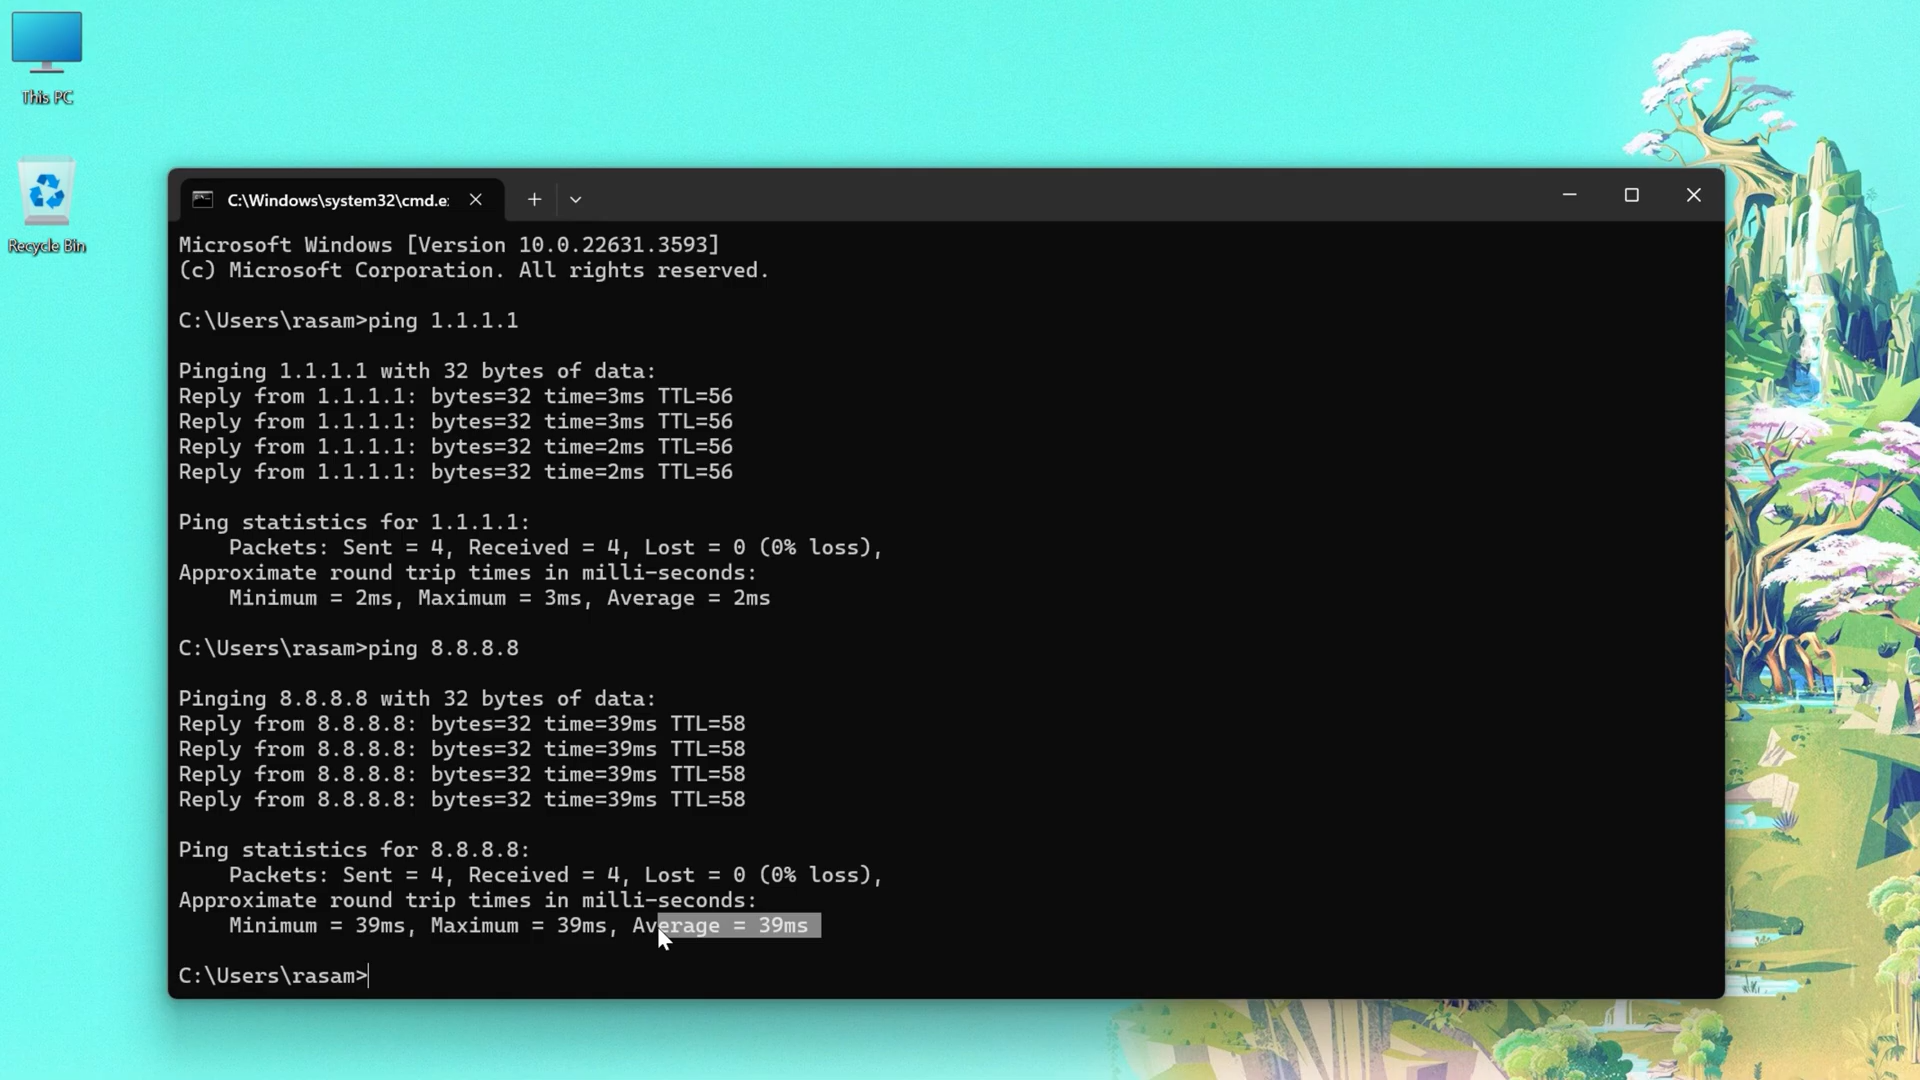 This PC
Recycle Bin
C:\Windows\system32\cmd.e
Microsoft Windows [Version 10.0.22631.3593]
(c) Microsoft Corporation. All rights reserved.
C:\Users\rasam>ping 1.1.1.1
Pinging 1.1.1.1 with 32 bytes of data:
Reply from 1.1.1.1: bytes=32 time=3ms TTL=56
Reply from 1.1.1.1: bytes=32 time=3ms TTL=56
Reply from 1.1.1.1: bytes=32 time=2ms TTL=56
Reply from 1.1.1.1: bytes=32 time=2ms TTL=56
Ping statistics for 1.1.1.1:
    Packets: Sent = 4, Received = 4, Lost = 0 (0% loss),
Approximate round trip times in milli-seconds:
    Minimum = 2ms, Maximum = 3ms, Average = 2ms
C:\Users\rasam>ping 8.8.8.8
Pinging 8.8.8.8 with 32 bytes of data:
Reply from 8.8.8.8: bytes=32 time=39ms TTL=58
Reply from 8.8.8.8: bytes=32 time=39ms TTL=58
Reply from 8.8.8.8: bytes=32 time=39ms TTL=58
Reply from 8.8.8.8: bytes=32 time=39ms TTL=58
Ping statistics for 8.8.8.8:
    Packets: Sent = 4, Received = 4, Lost = 0 (0% loss),
Approximate round trip times in milli-seconds:
    Minimum = 39ms, Maximum = 39ms, Average = 39ms
C:\Users\rasam>